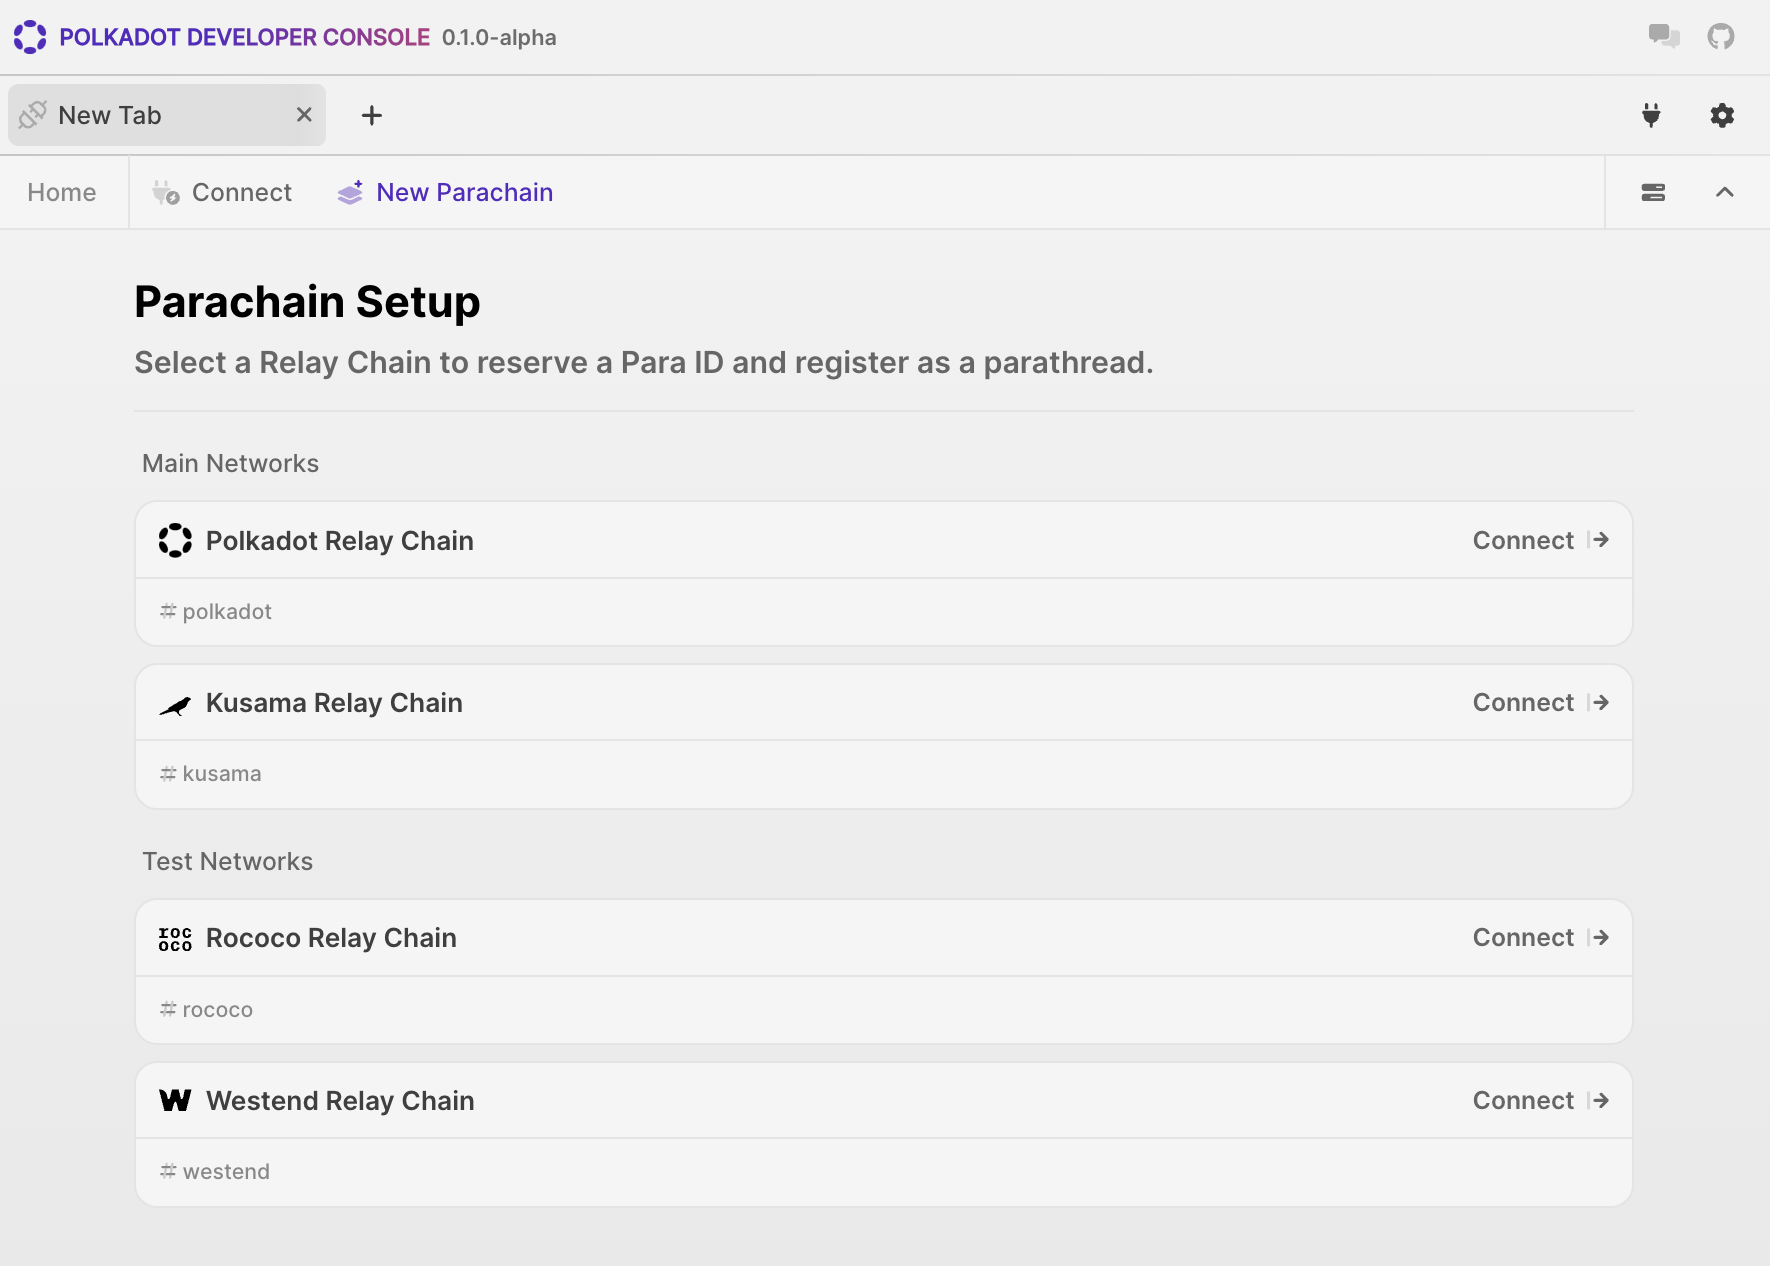 POLKADOT DEVELOPER CONSOLE 0.1.0-alpha
New Tab
Home Connect New Parachain
Parachain Setup
Select a Relay Chain to reserve a Para ID and register as a parathread.
Main Networks
Polkadot Relay Chain Connect
# polkadot
Kusama Relay Chain Connect
# kusama
Test Networks
roc
oco
Rococo Relay Chain Connect
# rococo
W Westend Relay Chain Connect
# westend